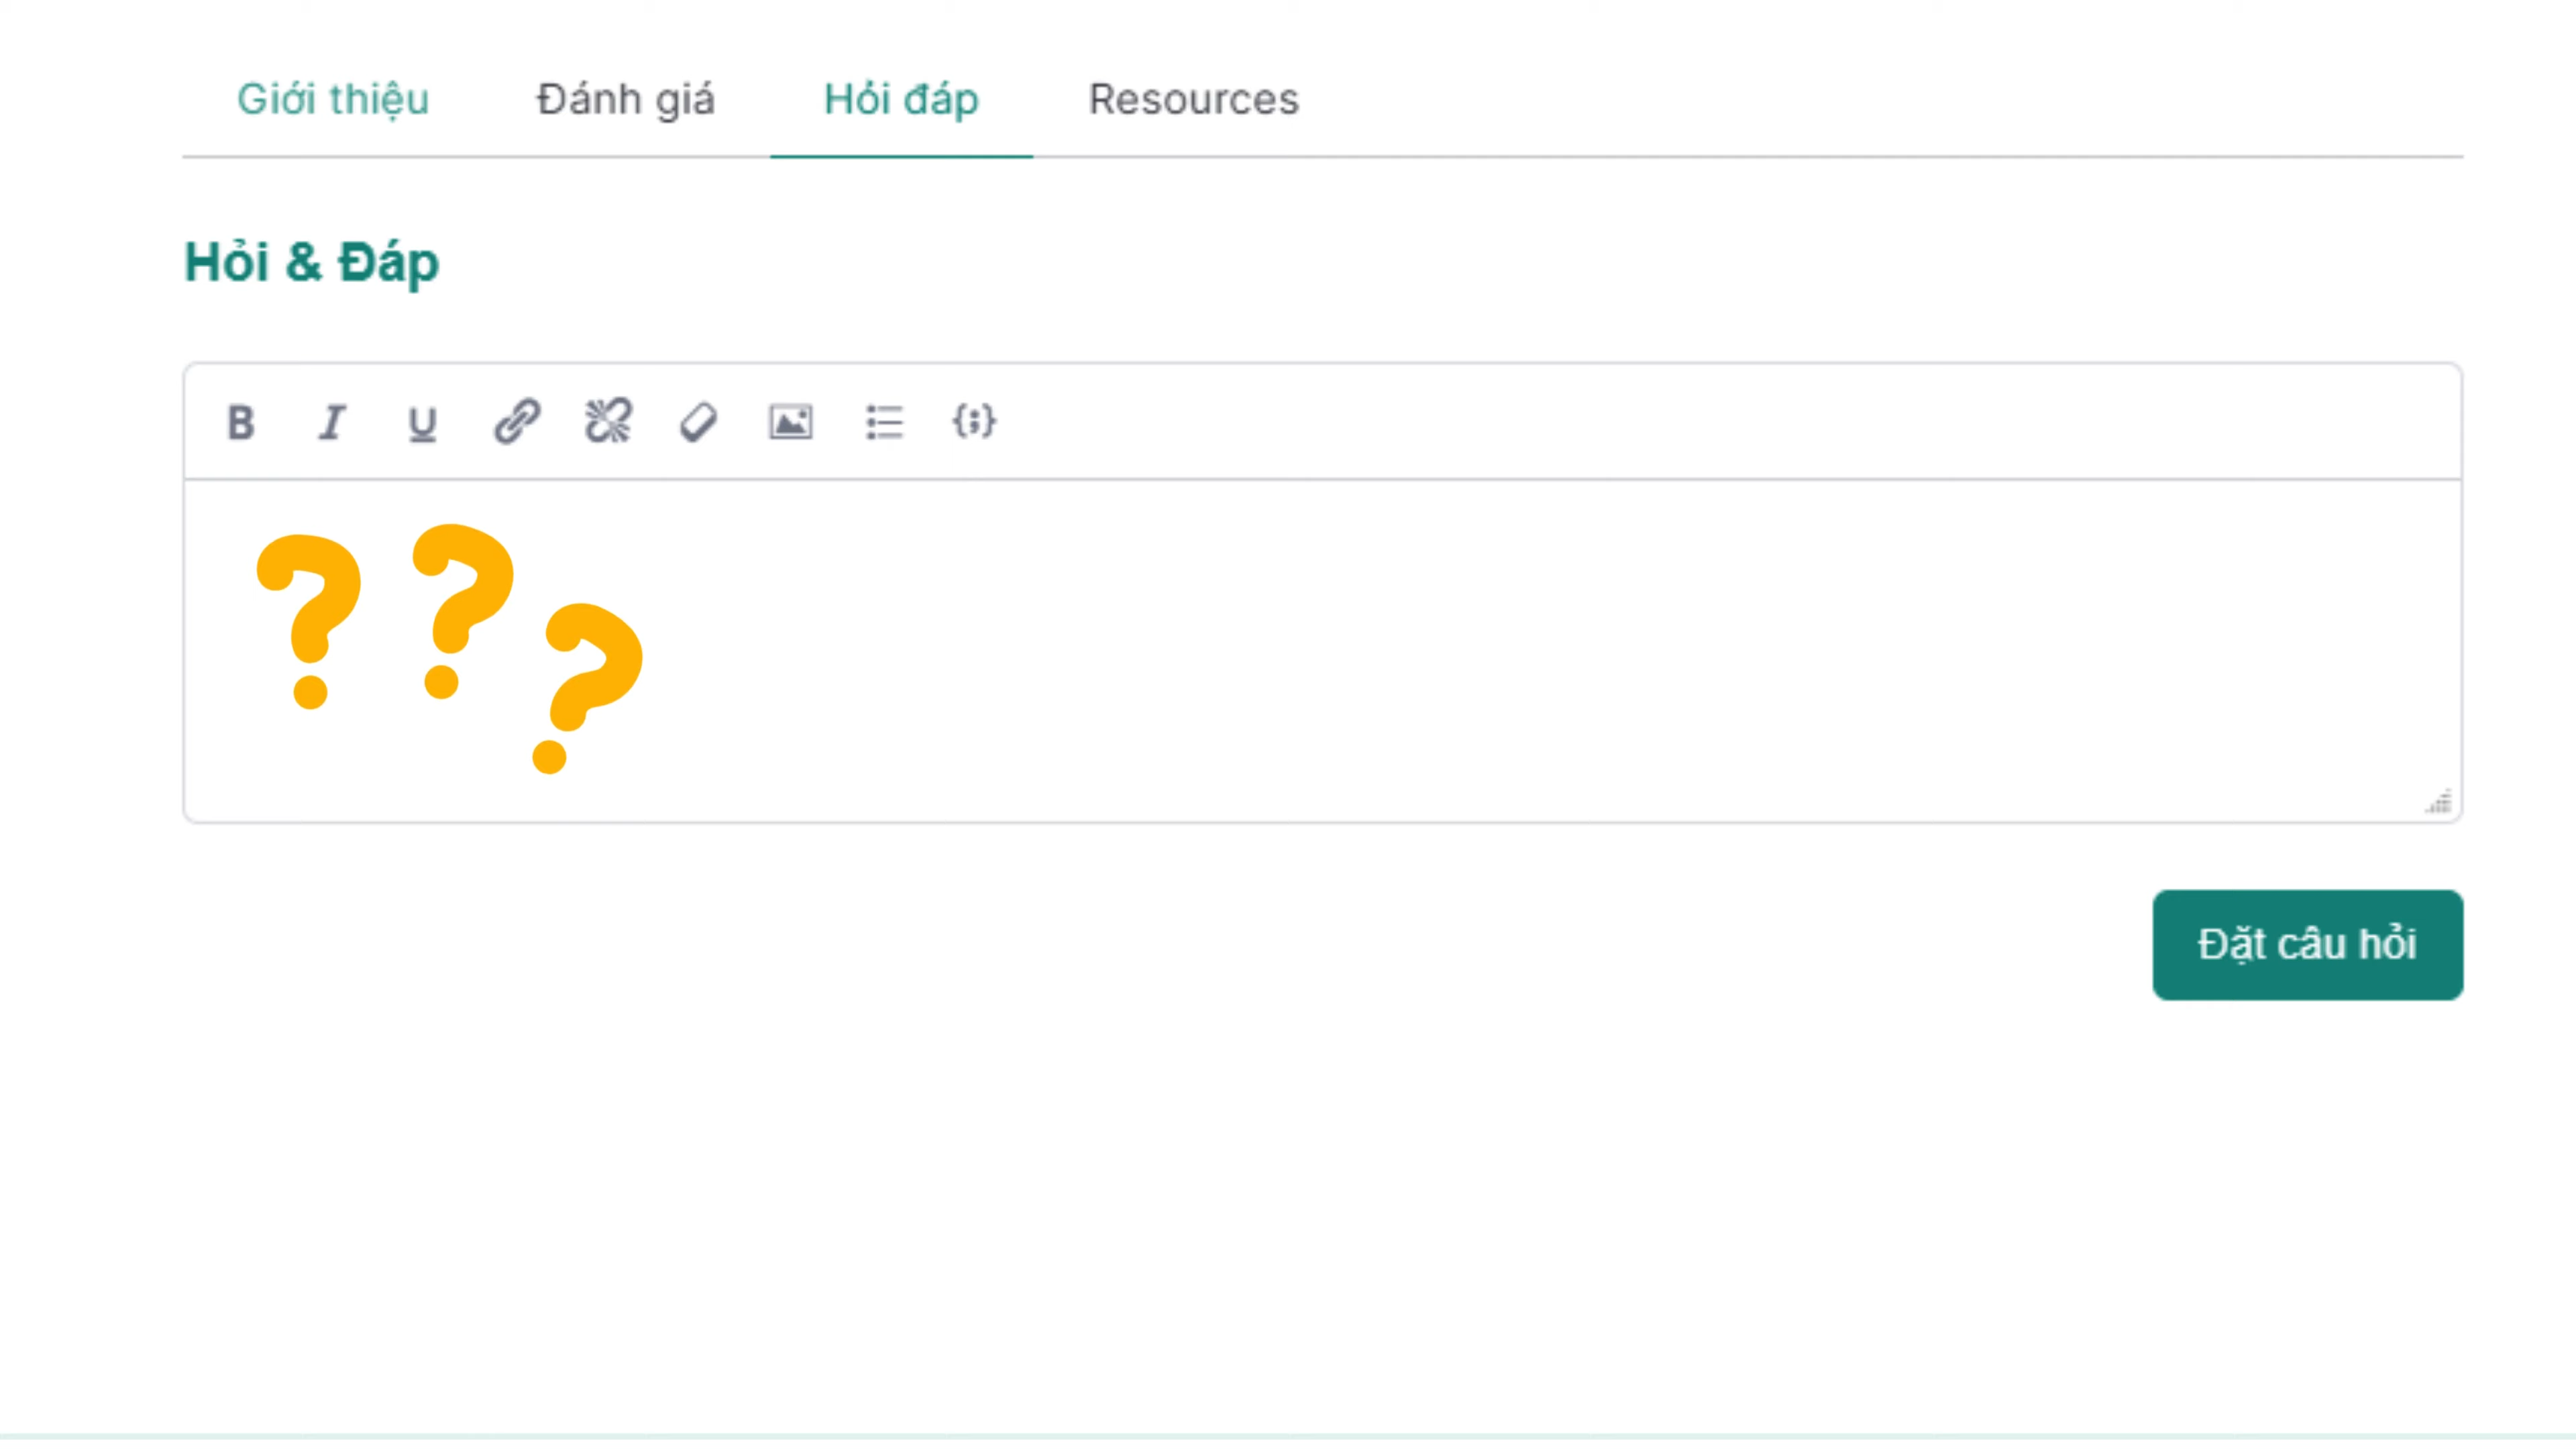 Giới thiệu Đánh giá Hỏi đáp Resources
Hỏi & Đáp
B I U
???
Đặt câu hỏi